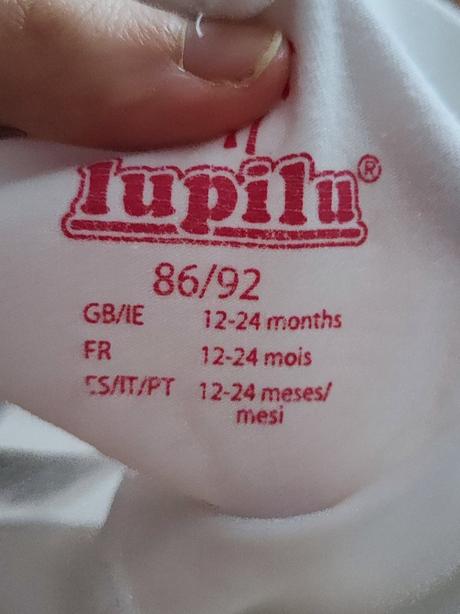 lupilu®
86/92
GB/IE 12-24 months
FR 12-24 mois
ES/IT/PT 12-24 meses/
mesi